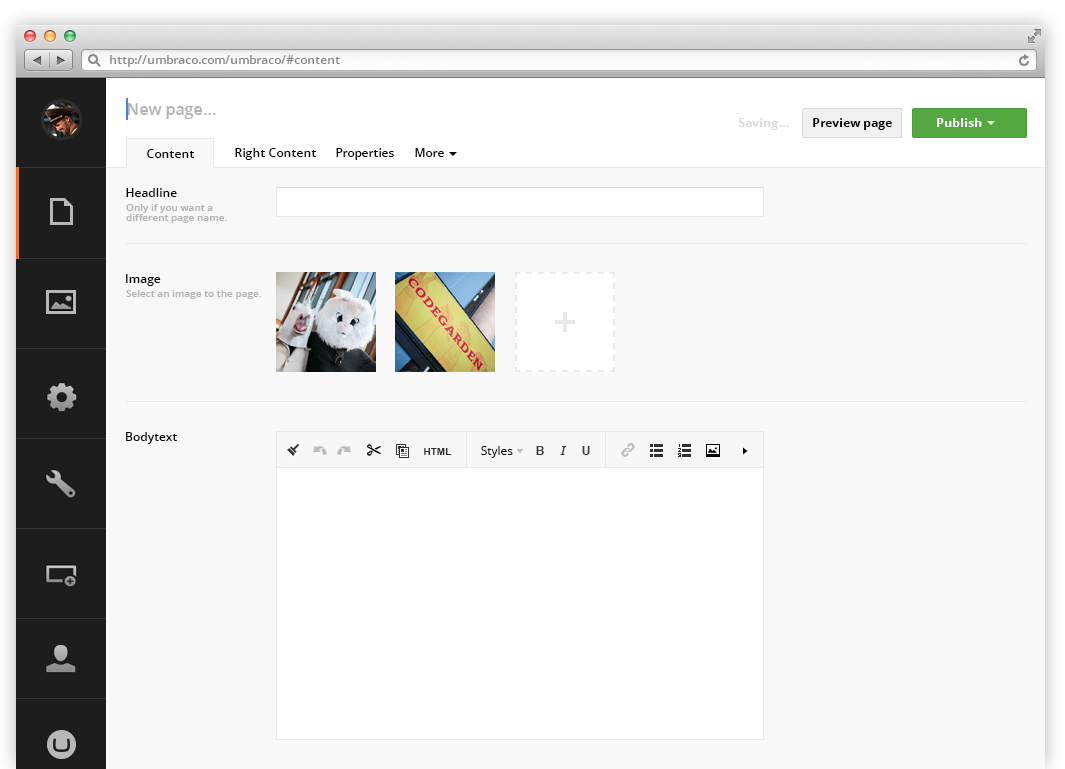 http://umbraco.com/umbraco/#content
New page...
Saving... Preview page Publish
Content Right Content Properties More
Headline
Only if you want a
different page name.
Image
Select an image to the page.
CODEGARDEN
Bodytext
HTML Styles B I U